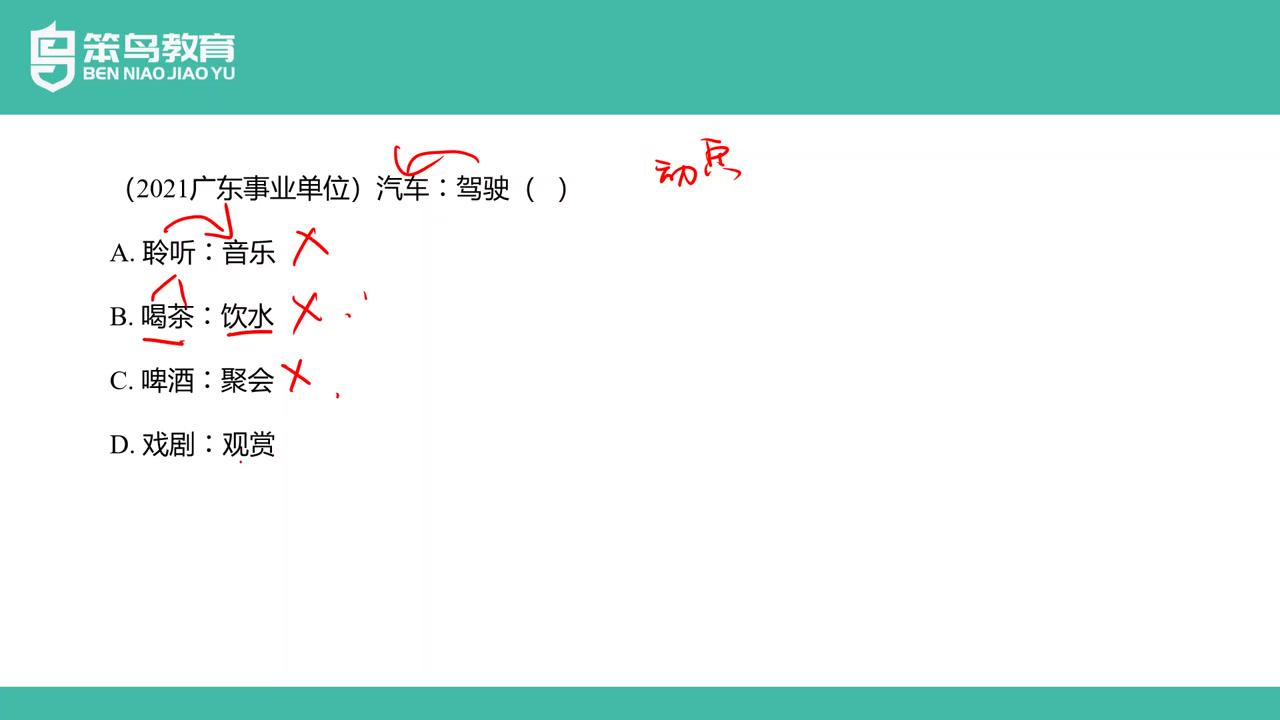 笨鸟教育
BEN NIAO JIAO YU
动宾
（2021广东事业单位）汽车：驾驶（ ）
A. 聆听：音乐
B. 喝茶：饮水
C. 啤酒：聚会
D. 戏剧：观赏